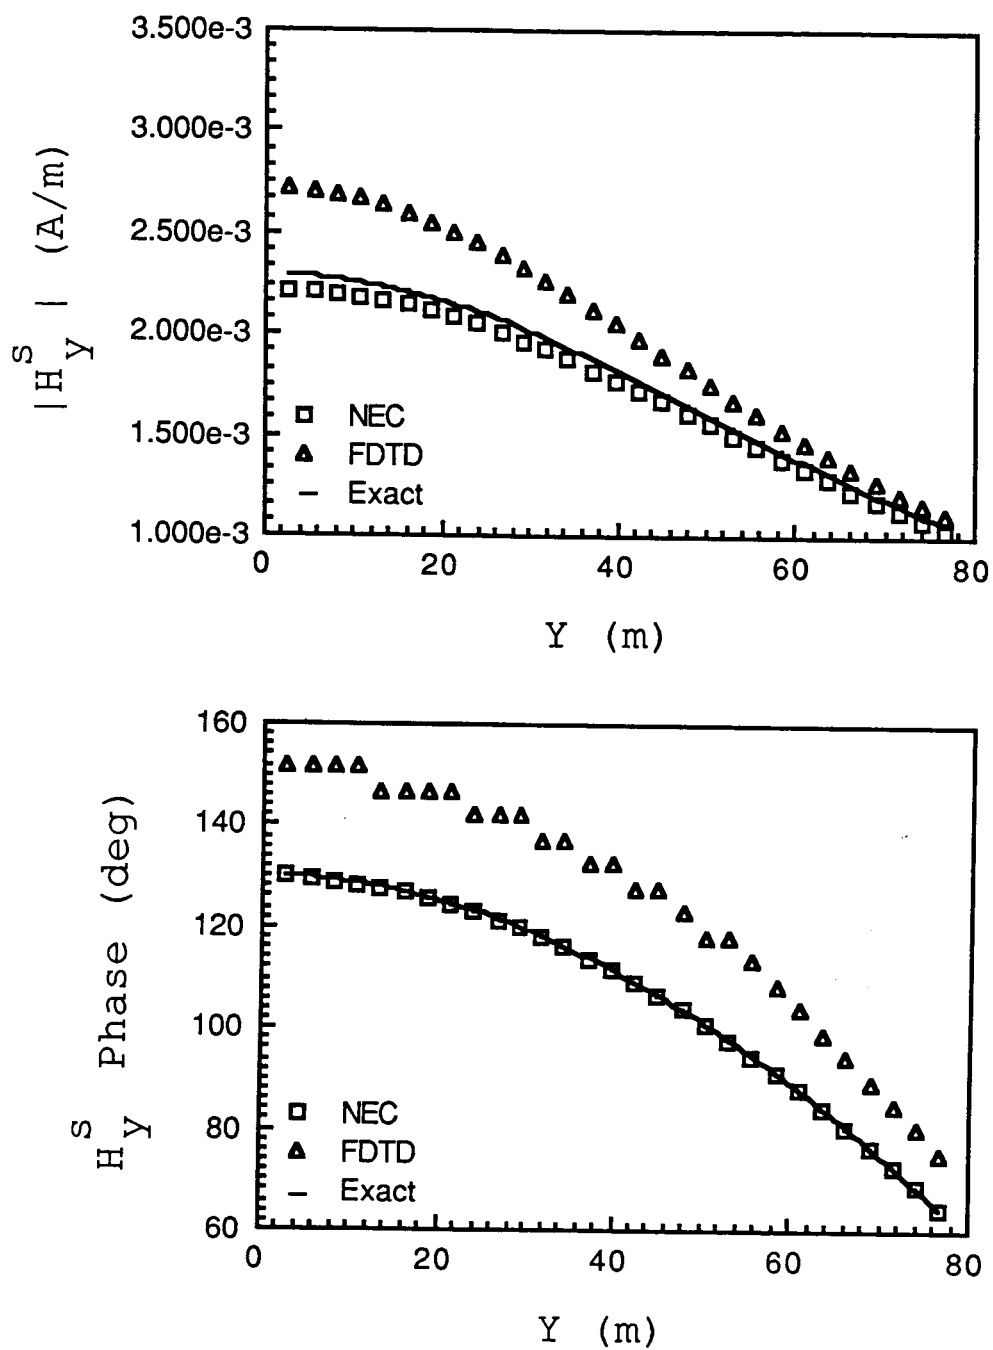 3.500e-3
3.000e-3
2.500e-3
2.000e-3
1.500e-3
1.000e-3
|H^S_y| (A/m)
NEC
FDTD
Exact
0 20 40 60 80
Y (m)
160
140
120
100
80
60
H^S_y Phase (deg)
NEC
FDTD
Exact
0 20 40 60 80
Y (m)